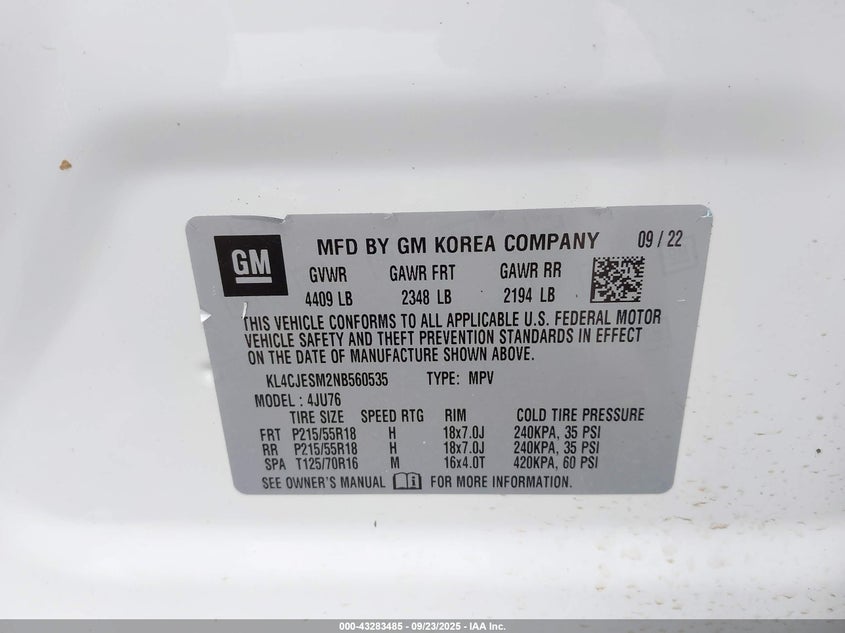 GM
MFD BY GM KOREA COMPANY 09 / 22
GVWR GAWR FRT GAWR RR
4409 LB 2348 LB 2194 LB
THIS VEHICLE CONFORMS TO ALL APPLICABLE U.S. FEDERAL MOTOR
VEHICLE SAFETY AND THEFT PREVENTION STANDARDS IN EFFECT
ON THE DATE OF MANUFACTURE SHOWN ABOVE.
KL4CJESM2NB560535 TYPE: MPV
MODEL : 4JU76
TIRE SIZE SPEED RTG RIM COLD TIRE PRESSURE
FRT P215/55R18 H 18x7.0J 240KPA, 35 PSI
RR P215/55R18 H 18x7.0J 240KPA, 35 PSI
SPA T125/70R16 M 16x4.0T 420KPA, 60 PSI
SEE OWNER'S MANUAL FOR MORE INFORMATION.
000-43283485 - 09/23/2025 - IAA Inc.